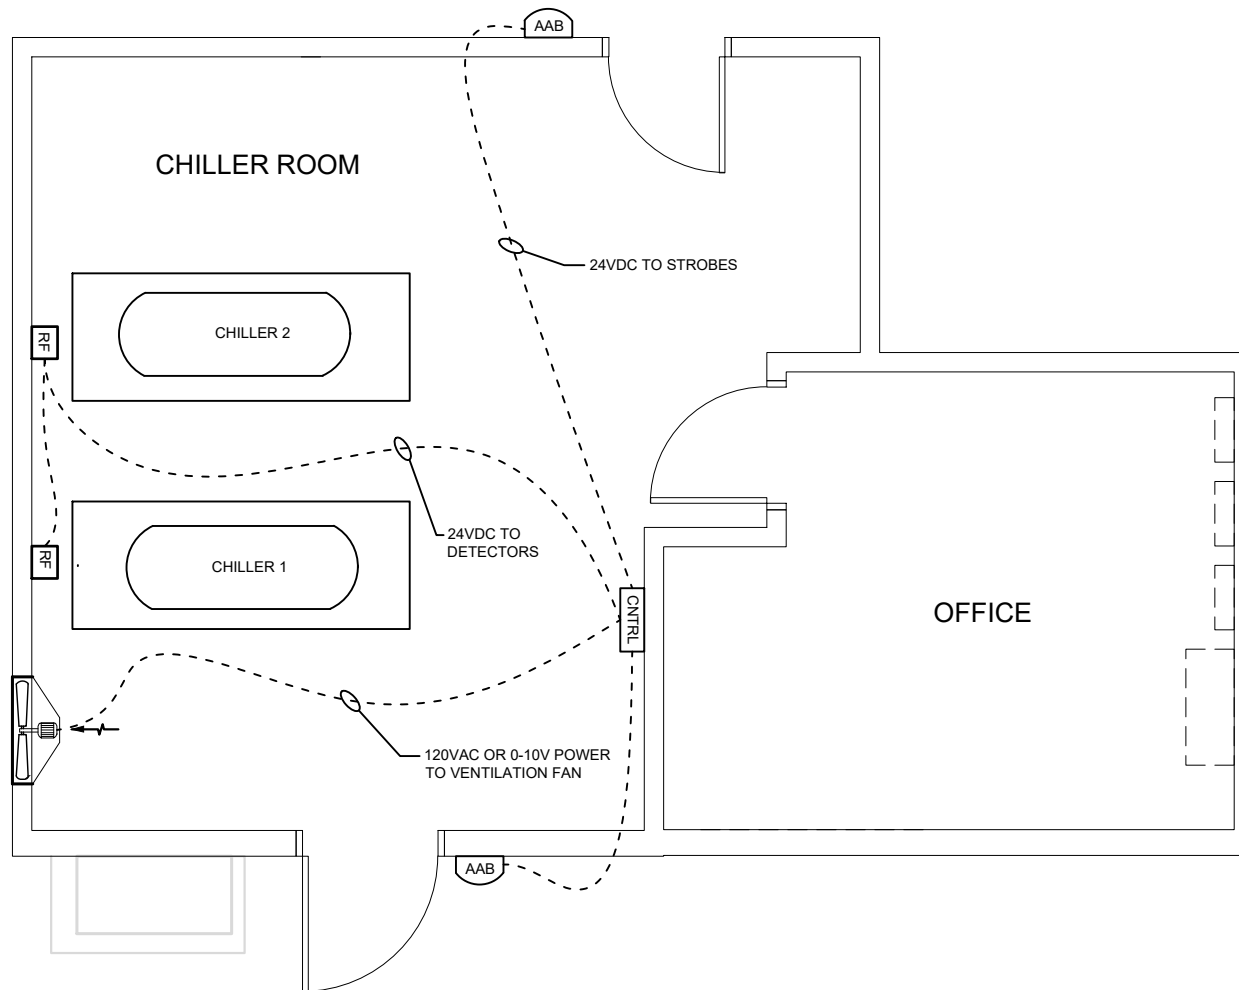 AAB
CHILLER ROOM
24VDC TO STROBES
CHILLER 2
RF
24VDC TO
DETECTORS
RF
CHILLER 1
CNTRL
OFFICE
120VAC OR 0-10V POWER
TO VENTILATION FAN
AAB